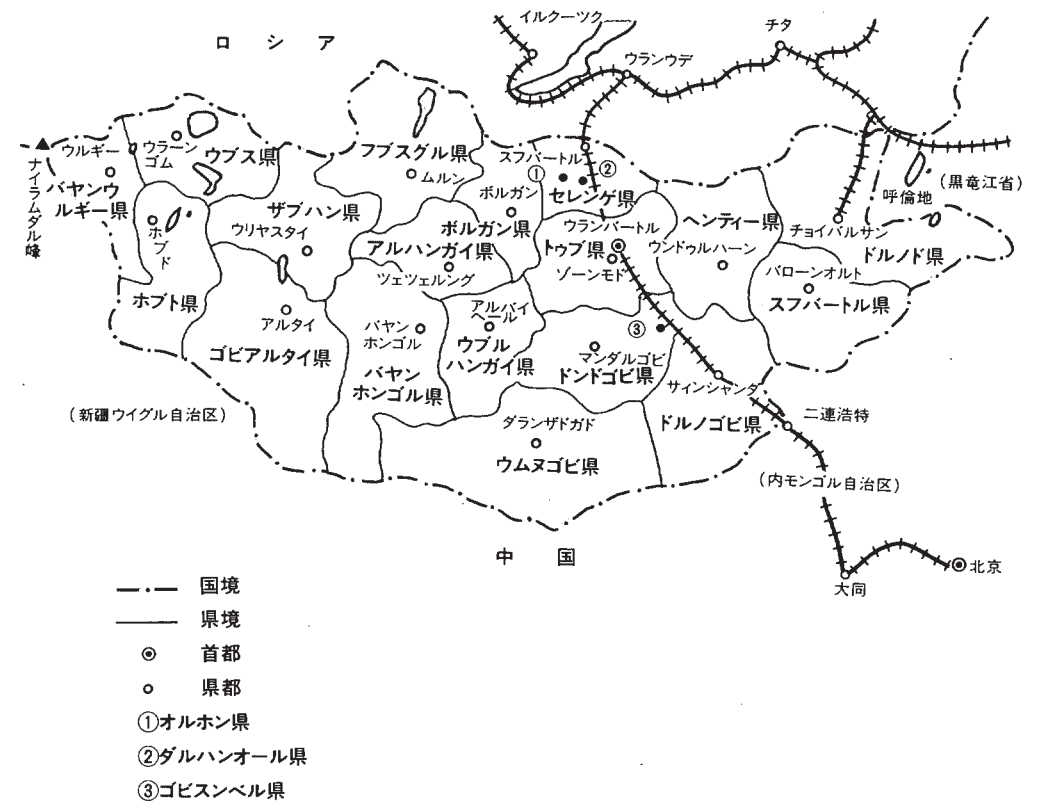 ロシア
イルクーツク
チタ
ウランウデ
ナイラムダル峰
ウルギー
バヤンウ
ルギー県
ウラーン
ゴム
ウブス県
フブスグル県
ムルン
スフバートル
①
②
セレンゲ県
ボルガン
ボルガン県
ホブド
ホブト県
ザブハン県
ウリヤスタイ
アルハンガイ県
ツェツェルング
ウランバートル
トゥブ県
ゾーンモド
ヘンティー県
ウンドゥルハーン
チョイバルサン
呼倫地
(黒竜江省)
ドルノド県
バローンオルト
スフバートル県
アルタイ
ゴビアルタイ県
バヤン
ホンゴル
バヤン
ホンゴル県
アルバイ
ヘール
ウブル
ハンガイ県
③
マンダルゴビ
ドンドゴビ県
サインシャンダ
ドルノゴビ県
二連浩特
(新疆ウイグル自治区)
ダランザドガド
ウムヌゴビ県
(内モンゴル自治区)
中国
北京
大同
国境
県境
首都
県都
①オルホン県
②ダルハンオール県
③ゴビスンベル県